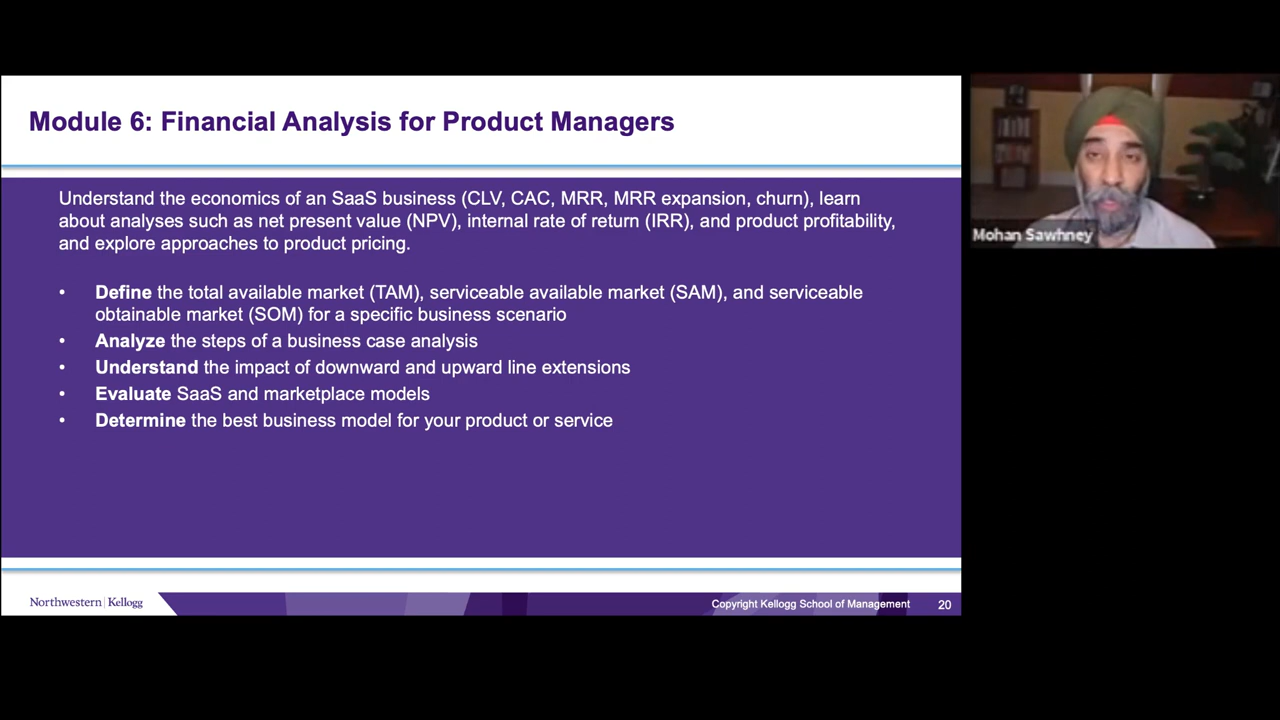 Module 6: Financial Analysis for Product Managers
Understand the economics of an SaaS business (CLV, CAC, MRR, MRR expansion, churn), learn
about analyses such as net present value (NPV), internal rate of return (IRR), and product profitability,
and explore approaches to product pricing.
• Define the total available market (TAM), serviceable available market (SAM), and serviceable
obtainable market (SOM) for a specific business scenario
• Analyze the steps of a business case analysis
• Understand the impact of downward and upward line extensions
• Evaluate SaaS and marketplace models
• Determine the best business model for your product or service
Northwestern | Kellogg
Copyright Kellogg School of Management
20
Mohan Sawhney